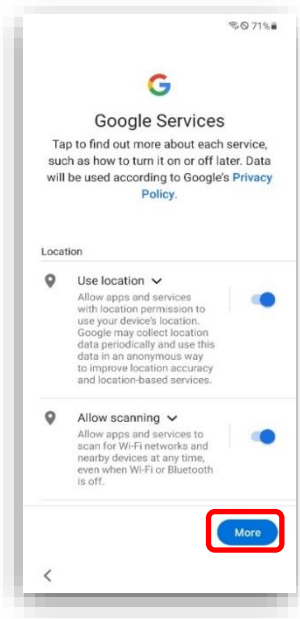 71%
Google Services
Tap to find out more about each service,
such as how to turn it on or off later. Data
will be used according to Google's Privacy
Policy.
Location
Use location
Allow apps and services
with location permission to
use your device's location.
Google may collect location
data periodically and use this
data in an anonymous way
to improve location accuracy
and location-based services.
Allow scanning
Allow apps and services to
scan for Wi-Fi networks and
nearby devices at any time,
even when Wi-Fi or Bluetooth
is off.
More